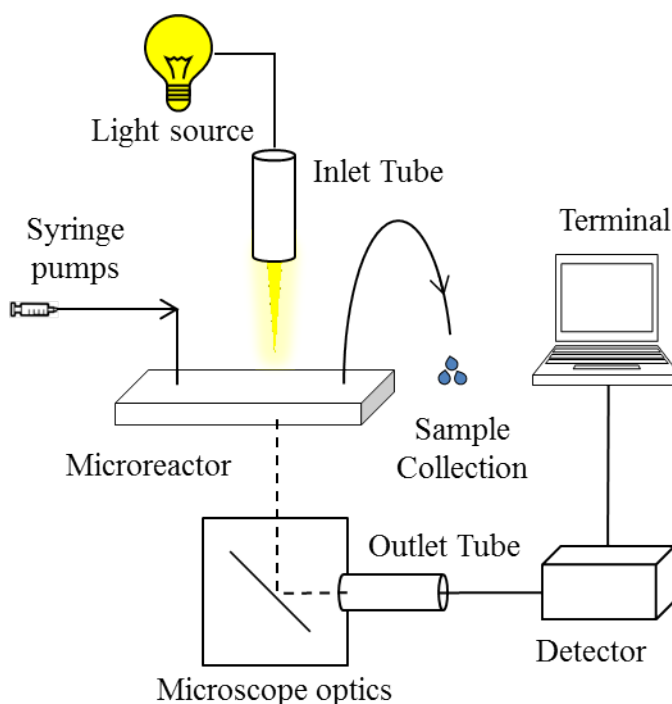 Light source
Inlet Tube
Syringe
pumps
Terminal
Microreactor
Sample
Collection
Outlet Tube
Detector
Microscope optics